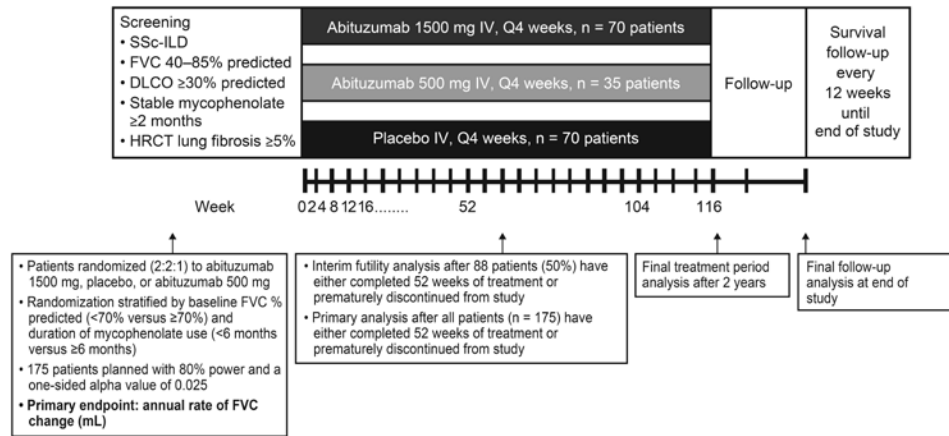 Screening
• SSc-ILD
• FVC 40–85% predicted
• DLCO ≥30% predicted
• Stable mycophenolate
≥2 months
• HRCT lung fibrosis ≥5%
Abituzumab 1500 mg IV, Q4 weeks, n = 70 patients
Abituzumab 500 mg IV, Q4 weeks, n = 35 patients
Placebo IV, Q4 weeks, n = 70 patients
Follow-up
Survival
follow-up
every
12 weeks
until
end of study
Week
0 2 4 8 12 16 ........ 52 104 116
• Patients randomized (2:2:1) to abituzumab
1500 mg, placebo, or abituzumab 500 mg
• Randomization stratified by baseline FVC %
predicted (<70% versus ≥70%) and
duration of mycophenolate use (<6 months
versus ≥6 months)
• 175 patients planned with 80% power and a
one-sided alpha value of 0.025
• Primary endpoint: annual rate of FVC
change (mL)
• Interim futility analysis after 88 patients (50%) have
either completed 52 weeks of treatment or
prematurely discontinued from study
• Primary analysis after all patients (n = 175) have
either completed 52 weeks of treatment or
prematurely discontinued from study
Final treatment period
analysis after 2 years
Final follow-up
analysis at end of
study